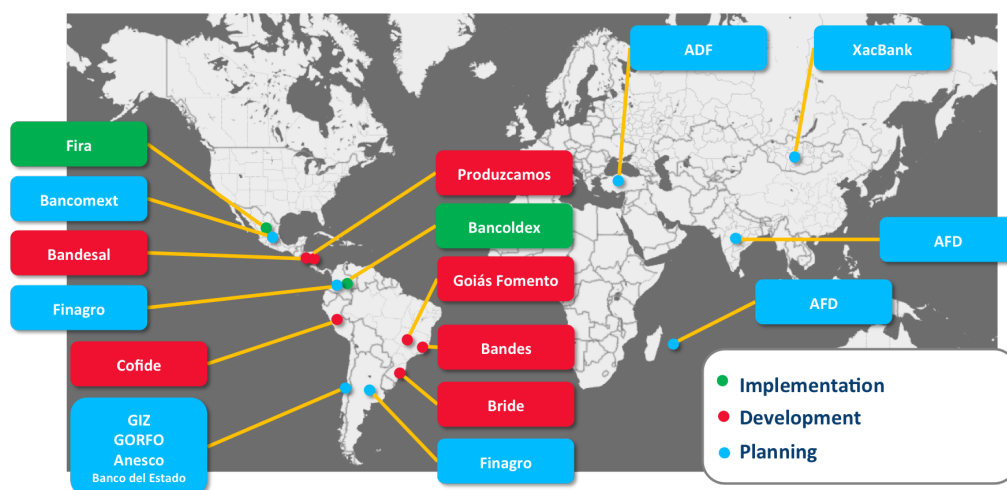 ADF
XacBank
Fira
Produzcamos
Bancomext
Bancoldex
Bandesal
AFD
Goiás Fomento
Finagro
AFD
Bandes
Cofide
Implementation
Bride
Development
GIZ
GORFO
Anesco
Banco del Estado
Finagro
Planning